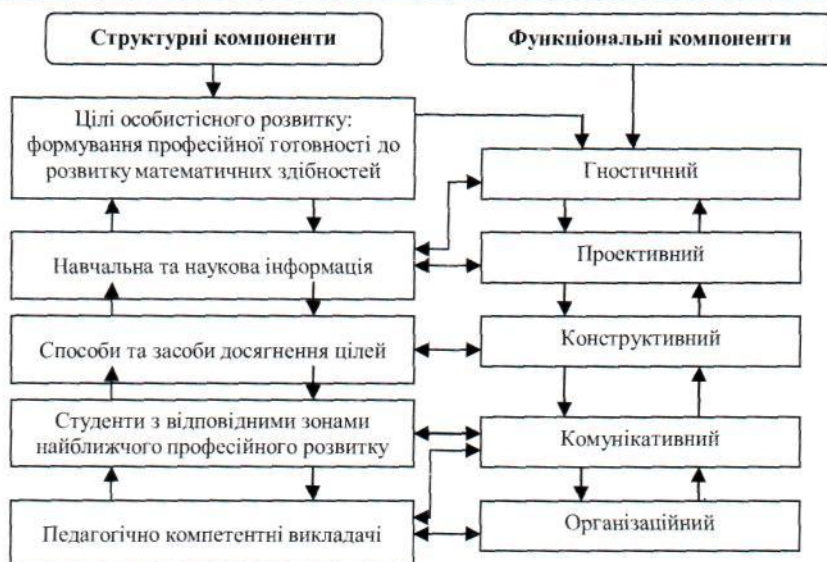 Структурні компоненти
Функціональні компоненти
Цілі особистісного розвитку:
формування професійної готовності до
розвитку математичних здібностей
Гностичний
Навчальна та наукова інформація
Проективний
Способи та засоби досягнення цілей
Конструктивний
Студенти з відповідними зонами
найближчого професійного розвитку
Комунікативний
Педагогічно компетентні викладачі
Організаційний